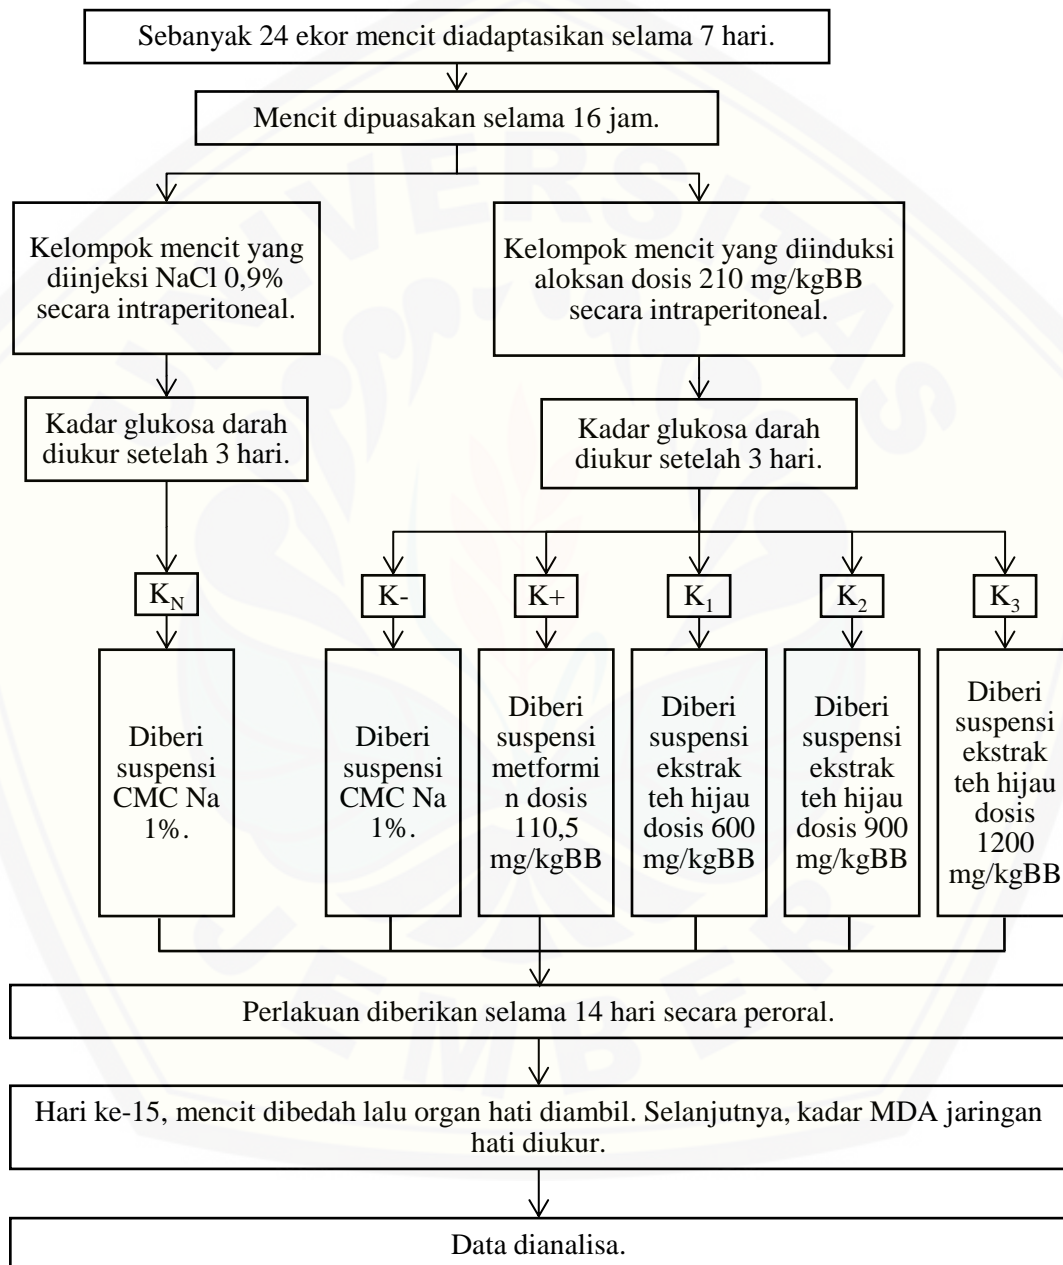 Sebanyak 24 ekor mencit diadaptasikan selama 7 hari.
Mencit dipuasakan selama 16 jam.
Kelompok mencit yang
diinjeksi NaCl 0,9%
secara intraperitoneal.
Kelompok mencit yang diinduksi
aloksan dosis 210 mg/kgBB
secara intraperitoneal.
Kadar glukosa darah
diukur setelah 3 hari.
Kadar glukosa darah
diukur setelah 3 hari.
K_N
K-
K+
K₁
K₂
K₃
Diberi
suspensi
CMC Na
1%.
Diberi
suspensi
CMC Na
1%.
Diberi
suspensi
metformi
n dosis
110,5
mg/kgBB
Diberi
suspensi
ekstrak
teh hijau
dosis 600
mg/kgBB
Diberi
suspensi
ekstrak
teh hijau
dosis 900
mg/kgBB
Diberi
suspensi
ekstrak
teh hijau
dosis
1200
mg/kgBB
Perlakuan diberikan selama 14 hari secara peroral.
Hari ke-15, mencit dibedah lalu organ hati diambil. Selanjutnya, kadar MDA jaringan
hati diukur.
Data dianalisa.
UNIVERSITAS
JEMBER